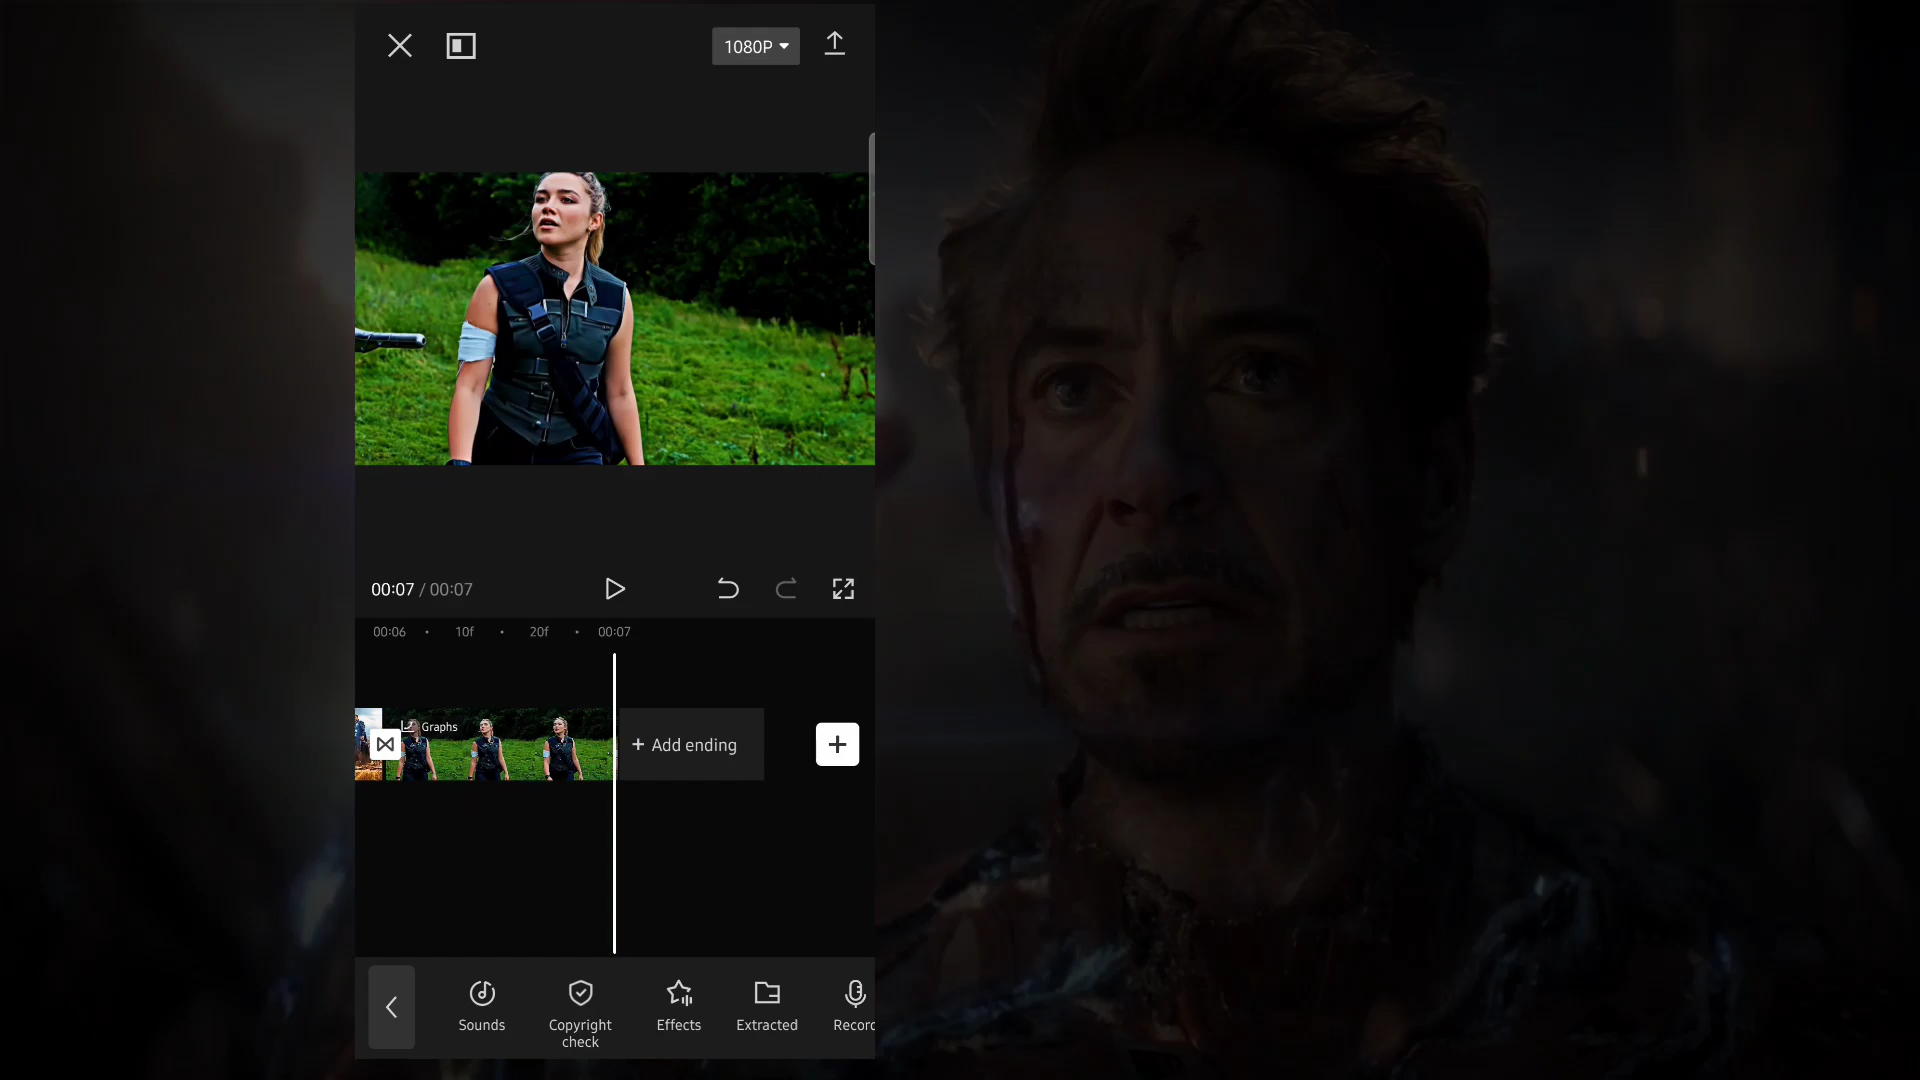 1080P
00:07 / 00:07
00:06 10f 20f 00:07
Graphs
+ Add ending
Sounds
Copyright check
Effects
Extracted
Record